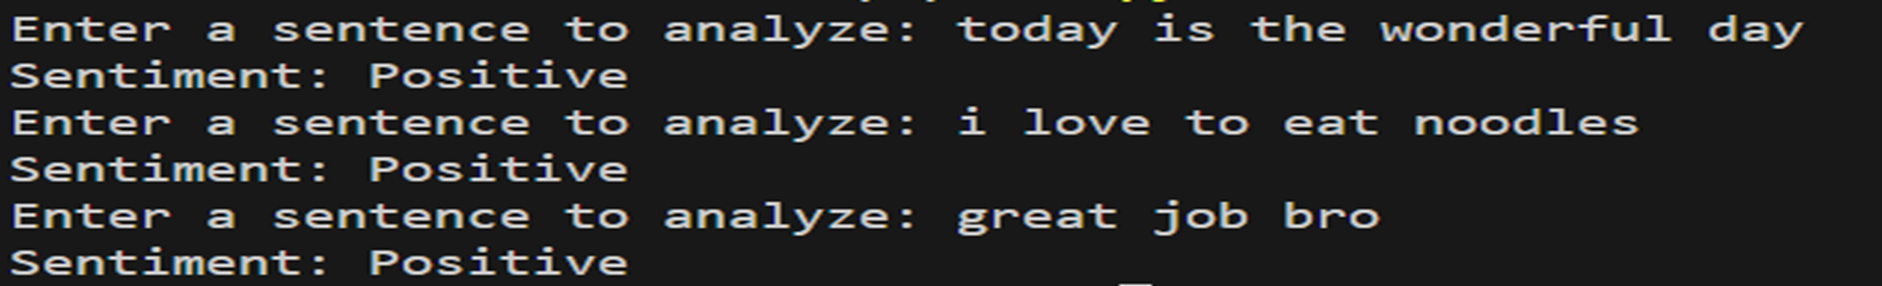 Enter a sentence to analyze: today is the wonderful day
Sentiment: Positive
Enter a sentence to analyze: i love to eat noodles
Sentiment: Positive
Enter a sentence to analyze: great job bro
Sentiment: Positive